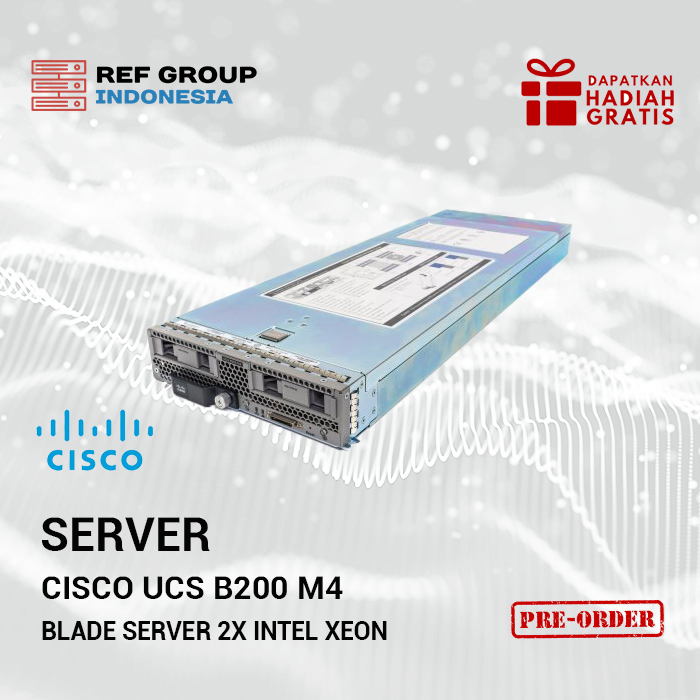 REF GROUP
INDONESIA
DAPATKAN
HADIAH
GRATIS
CISCO
SERVER
CISCO UCS B200 M4
BLADE SERVER 2X INTEL XEON
PRE-ORDER